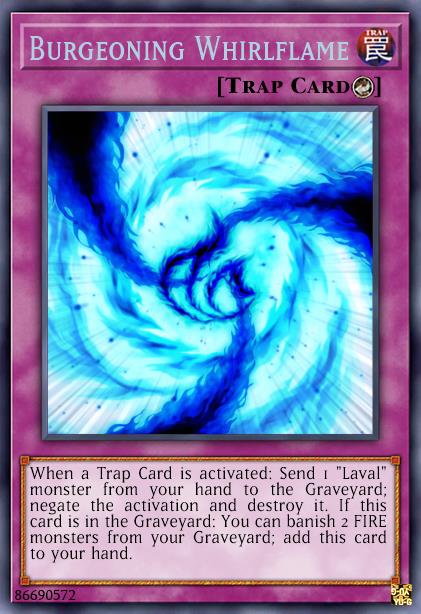 Burgeoning Whirlflame
TRAP
罠
[Trap Card]
When a Trap Card is activated: Send 1 "Laval"
monster from your hand to the Graveyard;
negate the activation and destroy it. If this
card is in the Graveyard: You can banish 2 FIRE
monsters from your Graveyard; add this card
to your hand.
86690572